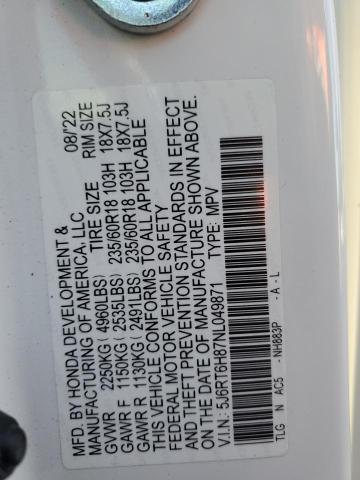 MFD. BY HONDA DEVELOPMENT & 08/'22
MANUFACTURING OF AMERICA, LLC
TIRE SIZE RIM SIZE
GVWR 2250KG (4960LBS)
GAWR F 1150KG (2535LBS) 235/60R18 103H 18X7.5J
GAWR R 1130KG (2491LBS) 235/60R18 103H 18X7.5J
THIS VEHICLE CONFORMS TO ALL APPLICABLE
FEDERAL MOTOR VEHICLE SAFETY
AND THEFT PREVENTION STANDARDS IN EFFECT
ON THE DATE OF MANUFACTURE SHOWN ABOVE.
V.I.N.: 5J6RT6H87NL049871 TYPE: MPV
TLG N AC5 -NH883P -A-L